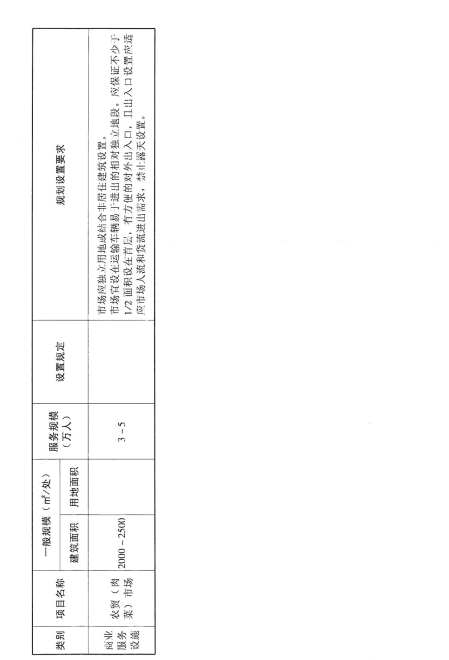 类别
项目名称
一般规模（㎡/处）
建筑面积
用地面积
服务规模
（万人）
设置规定
规划设置要求
商业
服务
设施
农贸（肉
菜）市场
2000~2500
3~5
市场应独立用地或结合非居住建筑设置。
市场宜设在运输车辆易于进出的相对独立地段。应保证不少于
1/2 面积设在首层，有方便的对外出入口，且出入口设置应适
应市场人流和货流进出需求，禁止露天设置。